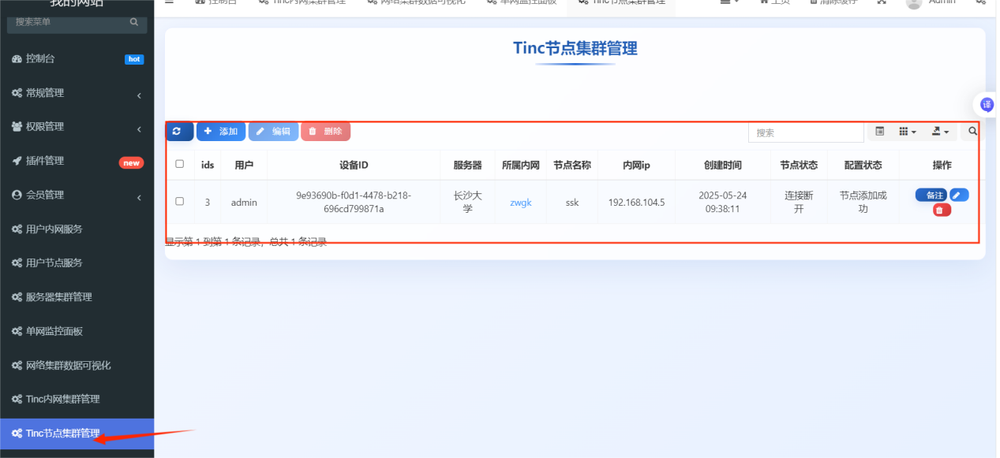 我的网站
搜索菜单
控制台 hot
常规管理
权限管理
插件管理 new
会员管理
用户内网服务
用户节点服务
服务器集群管理
单网监控面板
网络集群数据可视化
Tinc内网集群管理
Tinc节点集群管理
控制台 Tinc内网集群管理 网络集群数据可视化 单网监控面板 Tinc节点集群管理 主页 清除缓存 Admin
Tinc节点集群管理
译
添加 编辑 删除 搜索
ids 用户 设备ID 服务器 所属内网 节点名称 内网ip 创建时间 节点状态 配置状态 操作
3 admin 9e93690b-f0d1-4478-b218-696cd799871a 长沙大学 zwgk ssk 192.168.104.5 2025-05-24 09:38:11 连接断开 节点添加成功 备注
显示第 1 到第 1 条记录，总共 1 条记录